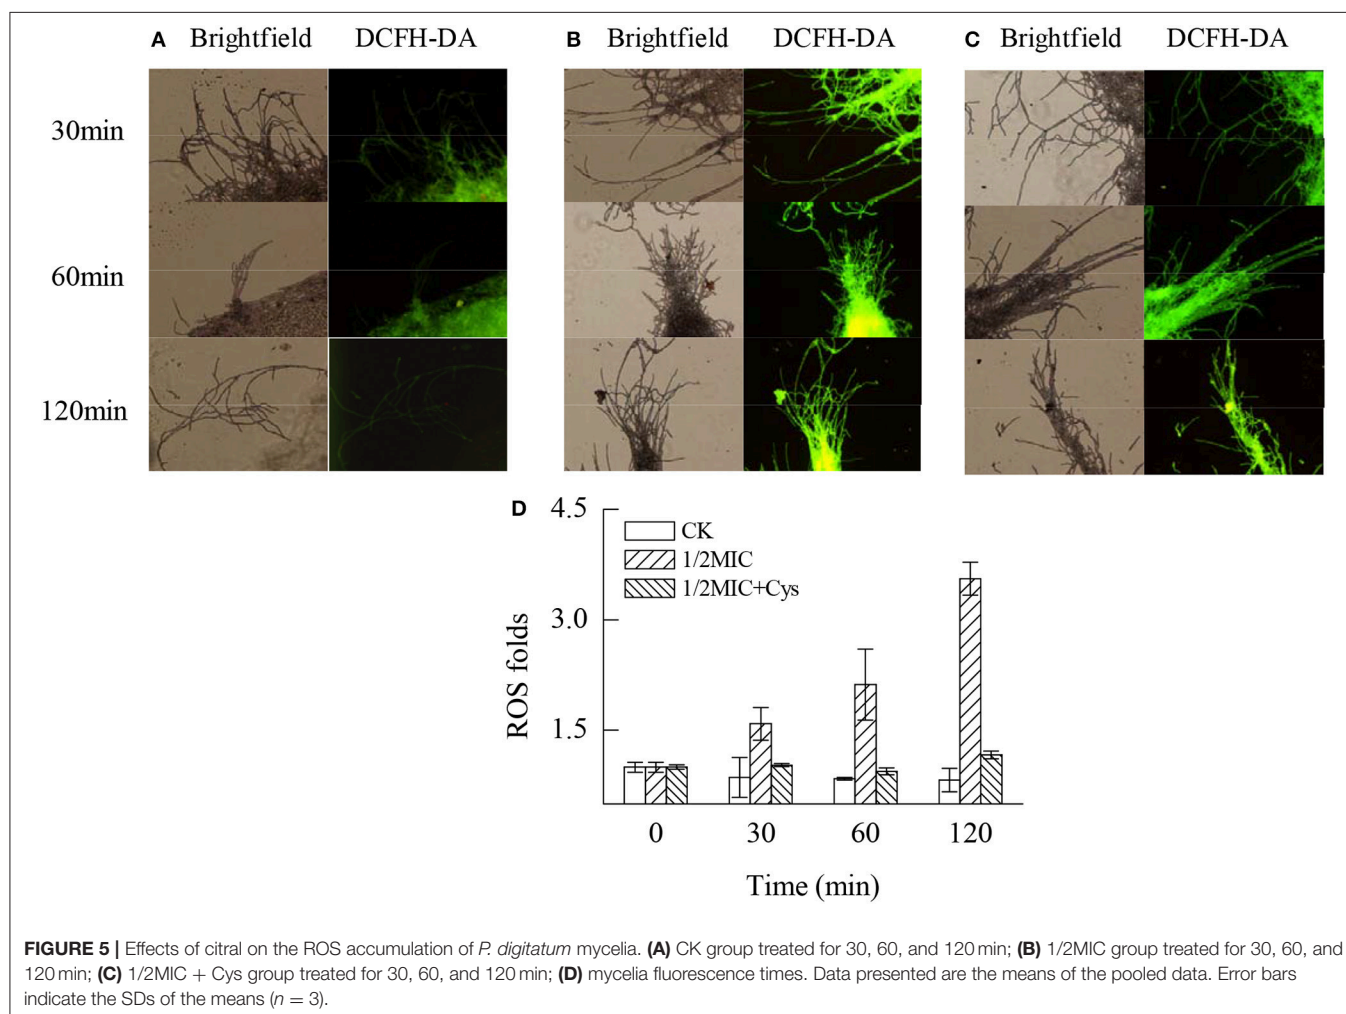 A Brightfield DCFH-DA B Brightfield DCFH-DA C Brightfield DCFH-DA
30min
60min
120min
D
4.5
3.0
1.5
ROS folds
CK
1/2MIC
1/2MIC+Cys
0 30 60 120
Time (min)
FIGURE 5 | Effects of citral on the ROS accumulation of P. digitatum mycelia. (A) CK group treated for 30, 60, and 120 min; (B) 1/2MIC group treated for 30, 60, and
120 min; (C) 1/2MIC + Cys group treated for 30, 60, and 120 min; (D) mycelia fluorescence times. Data presented are the means of the pooled data. Error bars
indicate the SDs of the means (n = 3).